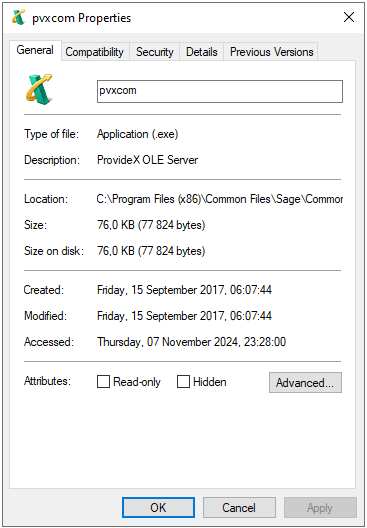 pvxcom Properties
General Compatibility Security Details Previous Versions
pvxcom
Type of file: Application (.exe)
Description: ProvideX OLE Server
Location: C:\Program Files (x86)\Common Files\Sage\Common
Size: 76,0 KB (77 824 bytes)
Size on disk: 76,0 KB (77 824 bytes)
Created: Friday, 15 September 2017, 06:07:44
Modified: Friday, 15 September 2017, 06:07:44
Accessed: Thursday, 07 November 2024, 23:28:00
Attributes: Read-only Hidden Advanced...
OK Cancel Apply